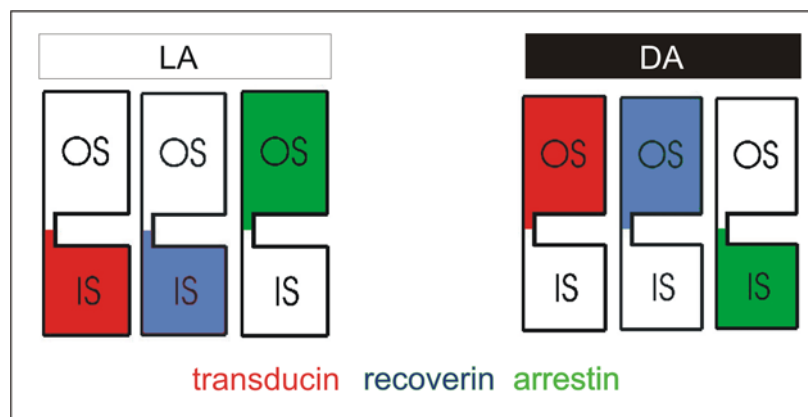 LA DA
OS OS OS OS OS OS
IS IS IS IS IS IS
transducin recoverin arrestin